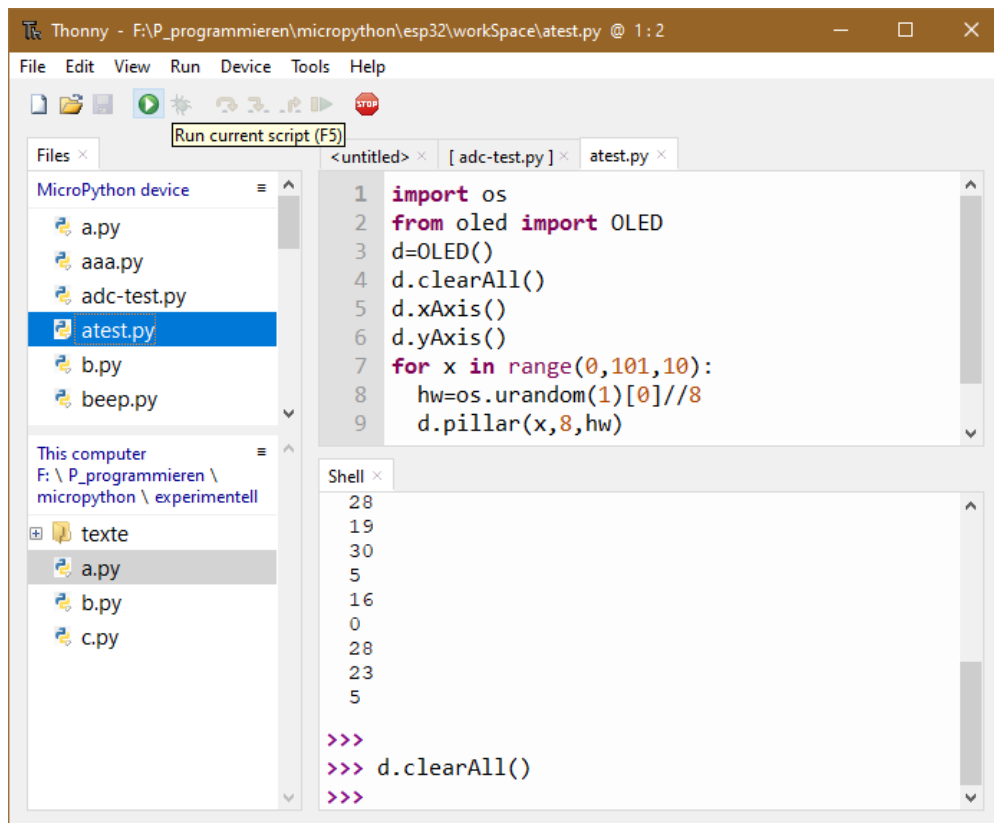 Thonny - F:\P_programmieren\micropython\esp32\workSpace\atest.py @ 1 : 2
File Edit View Run Device Tools Help
STOP
Run current script (F5)
Files
MicroPython device
a.py
aaa.py
adc-test.py
atest.py
b.py
beep.py
This computer
F: \ P_programmieren \
micropython \ experimentell
texte
a.py
b.py
c.py
<untitled> [ adc-test.py ] atest.py
1 import os
2 from oled import OLED
3 d=OLED()
4 d.clearAll()
5 d.xAxis()
6 d.yAxis()
7 for x in range(0,101,10):
8   hw=os.urandom(1)[0]//8
9   d.pillar(x,8,hw)
Shell
28
19
30
5
16
0
28
23
5
>>>
>>> d.clearAll()
>>>